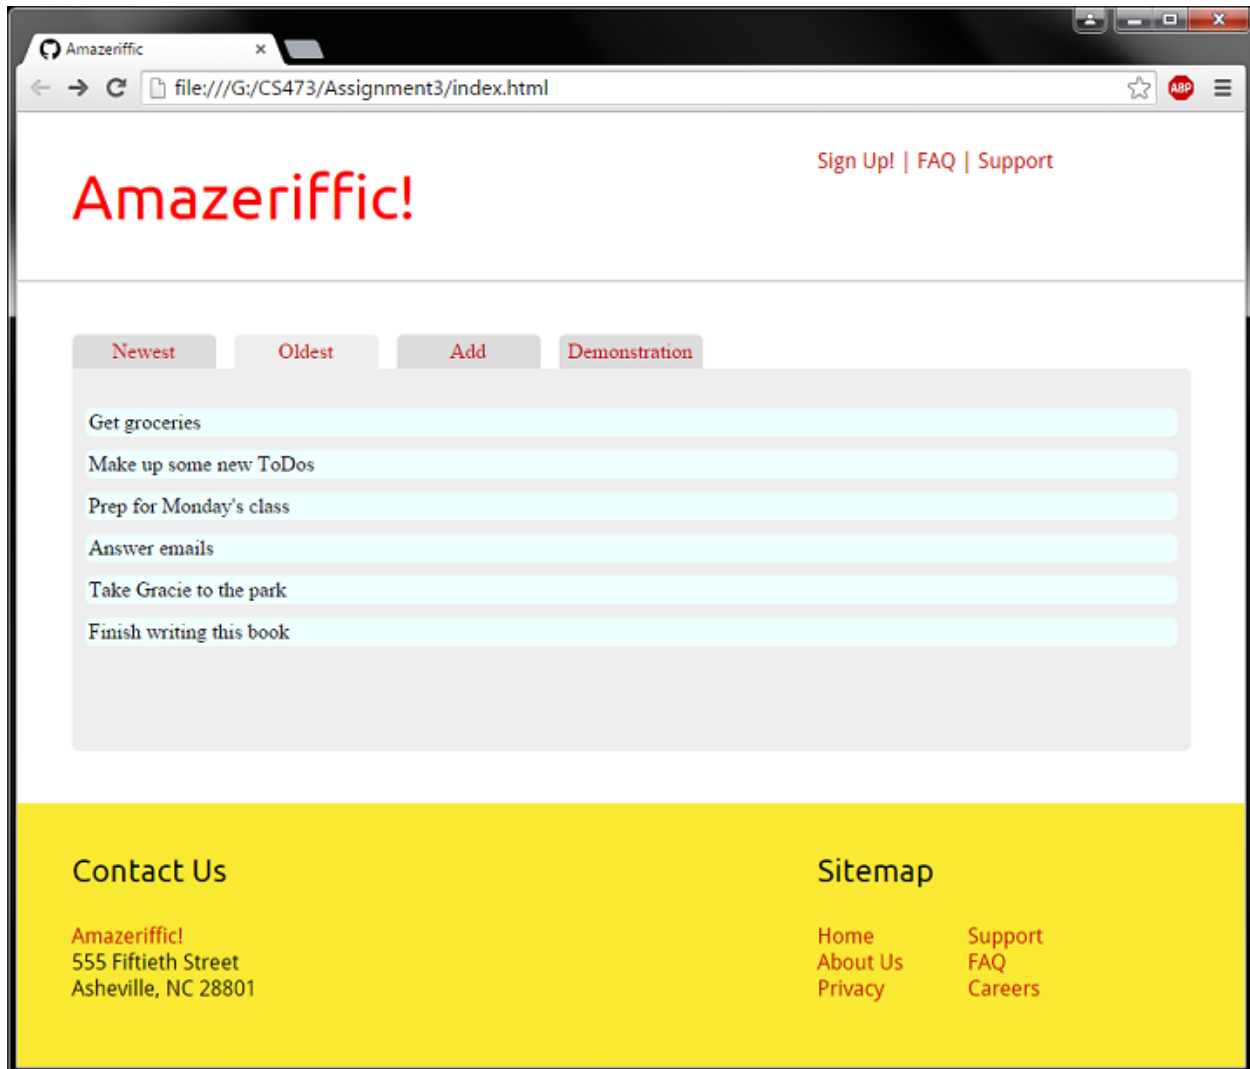 Amazeriffic
file:///G:/CS473/Assignment3/index.html
ABP
Sign Up! | FAQ | Support
Amazeriffic!
Newest Oldest Add Demonstration
Get groceries
Make up some new ToDos
Prep for Monday's class
Answer emails
Take Gracie to the park
Finish writing this book
Contact Us
Amazeriffic!
555 Fiftieth Street
Asheville, NC 28801
Sitemap
Home Support
About Us FAQ
Privacy Careers